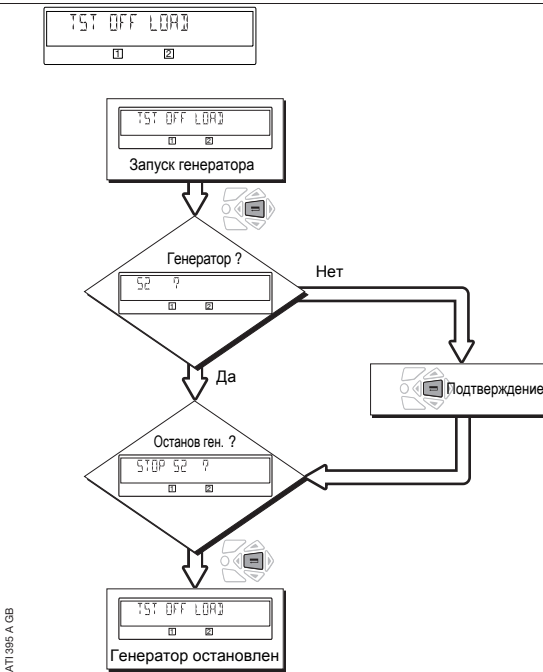 TST OFF LOAD
1 2
TST OFF LOAD
1 2
Запуск генератора
Генератор ?
S2 ?
1 2
Нет
Да
Подтверждение
Останов ген. ?
STOP S2 ?
1 2
TST OFF LOAD
1 2
Генератор остановлен
ATI 395 A GB